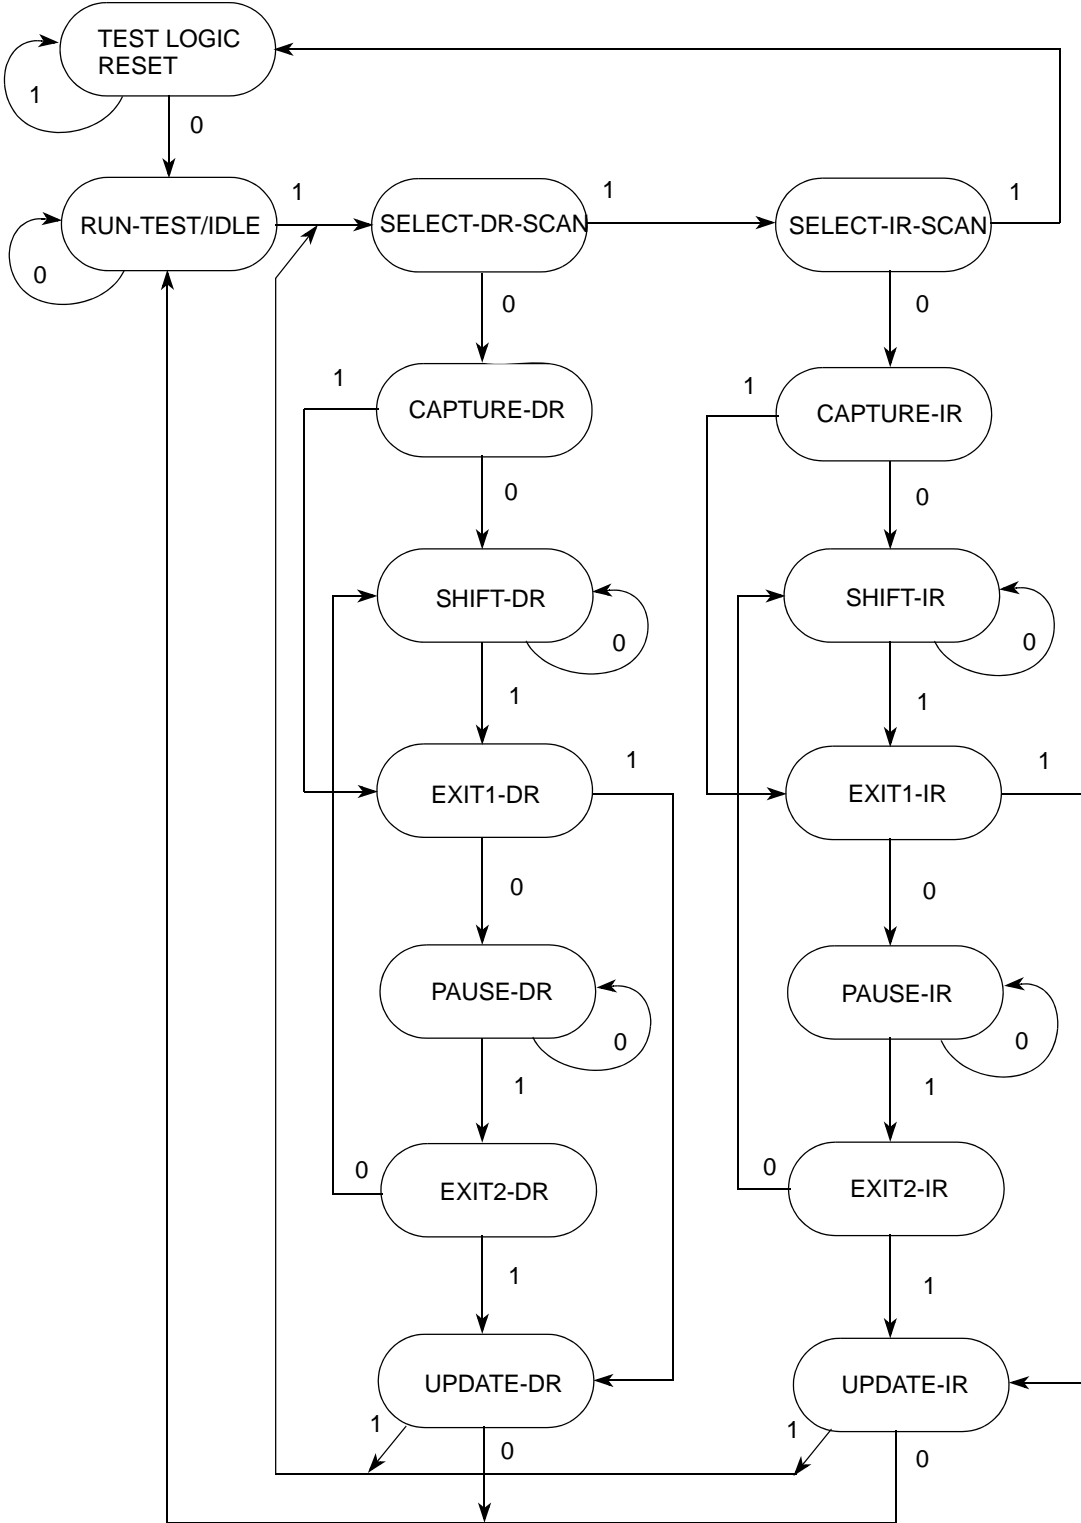 TEST LOGIC
RESET
1
0
RUN-TEST/IDLE
1
SELECT-DR-SCAN
1
SELECT-IR-SCAN
1
0
0
0
1
CAPTURE-DR
1
CAPTURE-IR
0
0
SHIFT-DR
0
SHIFT-IR
0
1
1
EXIT1-DR
1
EXIT1-IR
1
0
0
PAUSE-DR
0
PAUSE-IR
0
1
1
0
EXIT2-DR
0
EXIT2-IR
1
1
UPDATE-DR
UPDATE-IR
1
0
1
0